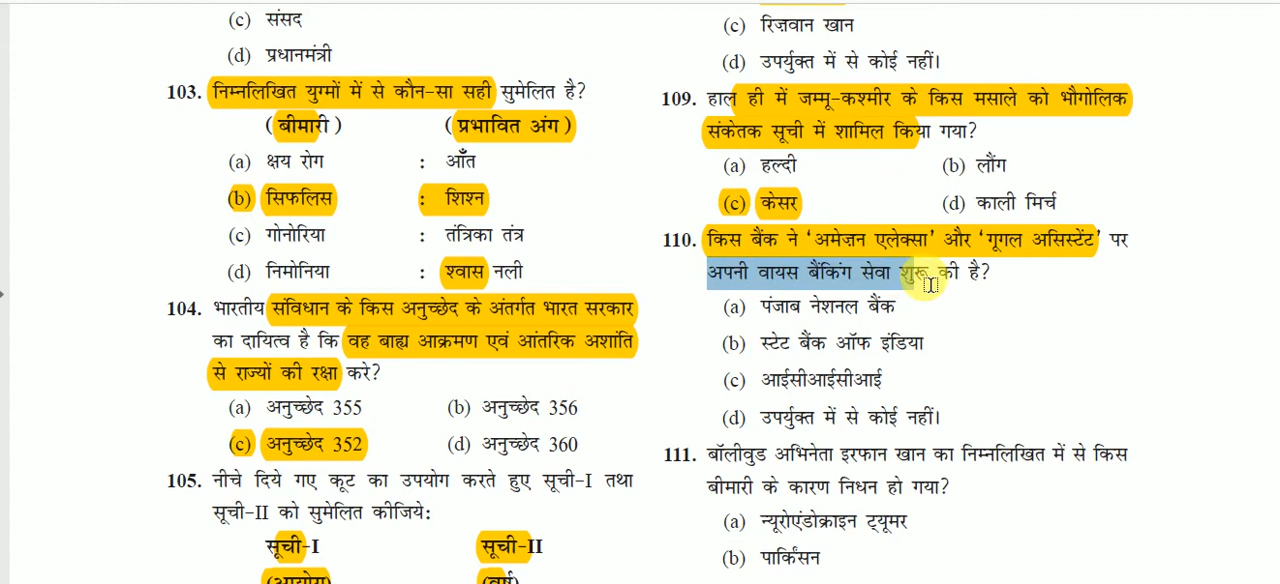 (c) संसद
(d) प्रधानमंत्री
103. निम्नलिखित युग्मों में से कौन-सा सही सुमेलित है?
(बीमारी) (प्रभावित अंग)
(a) क्षय रोग : आँत
(b) सिफलिस : शिश्न
(c) गोनोरिया : तंत्रिका तंत्र
(d) निमोनिया : श्वास नली
104. भारतीय संविधान के किस अनुच्छेद के अंतर्गत भारत सरकार
का दायित्व है कि वह बाह्य आक्रमण एवं आंतरिक अशांति
से राज्यों की रक्षा करे?
(a) अनुच्छेद 355 (b) अनुच्छेद 356
(c) अनुच्छेद 352 (d) अनुच्छेद 360
105. नीचे दिये गए कूट का उपयोग करते हुए सूची-I तथा
सूची-II को सुमेलित कीजिये:
सूची-I सूची-II
(आयोग) (वर्ष)
(c) रिज़वान खान
(d) उपर्युक्त में से कोई नहीं।
109. हाल ही में जम्मू-कश्मीर के किस मसाले को भौगोलिक
संकेतक सूची में शामिल किया गया?
(a) हल्दी (b) लौंग
(c) केसर (d) काली मिर्च
110. किस बैंक ने 'अमेज़न एलेक्सा' और 'गूगल असिस्टेंट' पर
अपनी वायस बैंकिंग सेवा शुरू की है?
(a) पंजाब नेशनल बैंक
(b) स्टेट बैंक ऑफ इंडिया
(c) आईसीआईसीआई
(d) उपर्युक्त में से कोई नहीं।
111. बॉलीवुड अभिनेता इरफान खान का निम्नलिखित में से किस
बीमारी के कारण निधन हो गया?
(a) न्यूरोएंडोक्राइन ट्यूमर
(b) पार्किंसन